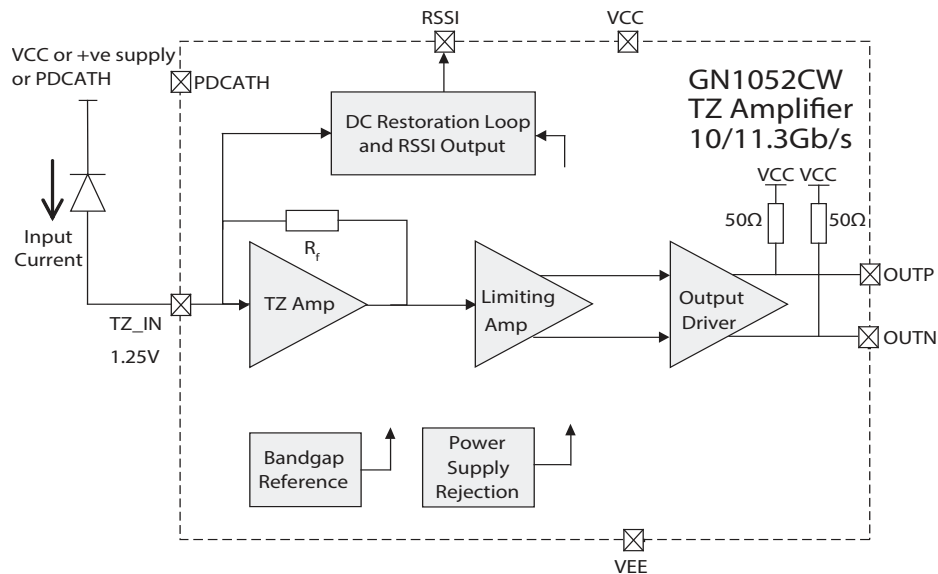 RSSI
VCC
VCC or +ve supply
or PDCATH
PDCATH
GN1052CW
TZ Amplifier
10/11.3Gb/s
DC Restoration Loop
and RSSI Output
VCC VCC
50Ω
50Ω
Input
Current
Rf
TZ Amp
Limiting
Amp
Output
Driver
OUTP
OUTN
TZ_IN
1.25V
Bandgap
Reference
Power
Supply
Rejection
VEE